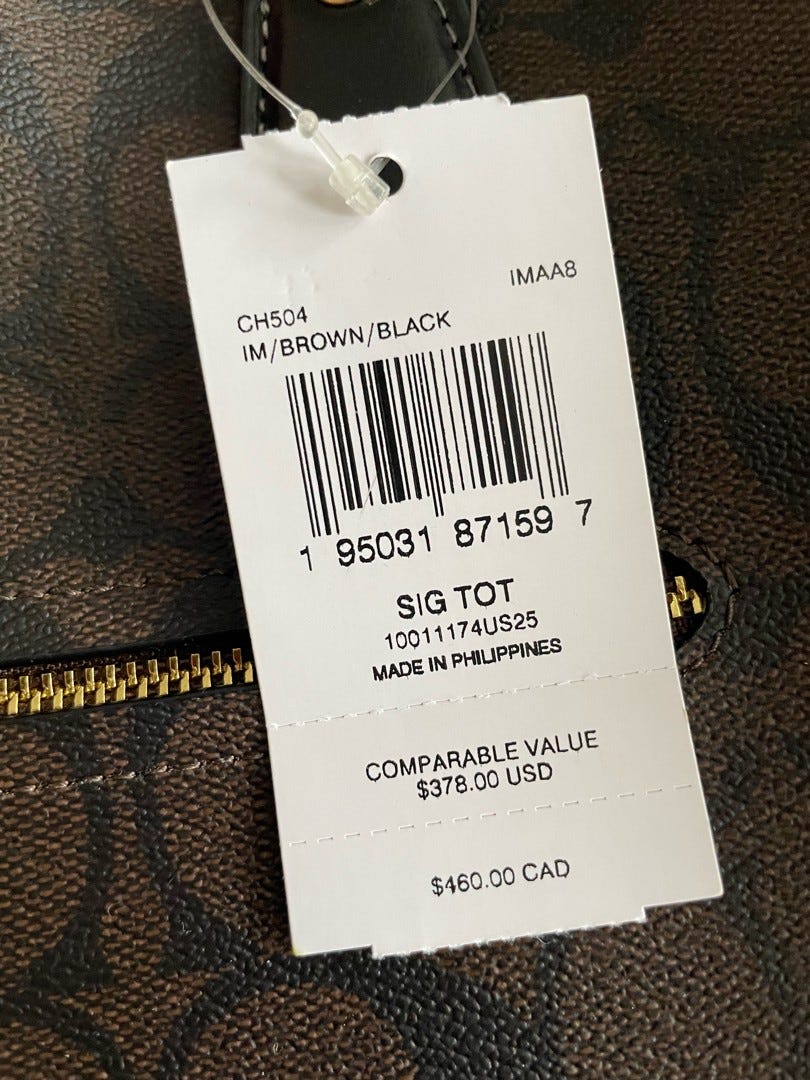 IMAA8
CH504
IM/BROWN/BLACK
1 95031 87159 7
SIG TOT
10011174US25
MADE IN PHILIPPINES
COMPARABLE VALUE
$378.00 USD
$460.00 CAD